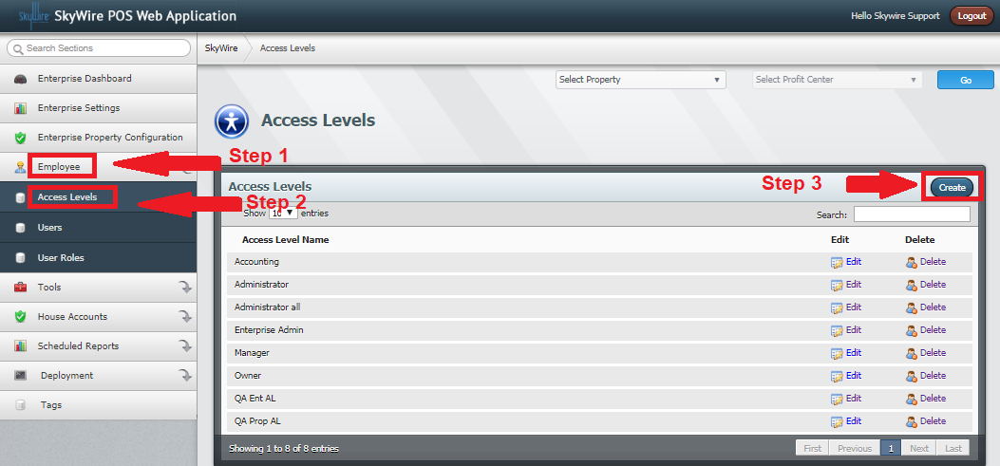 SkyWire SkyWire POS Web Application
Hello Skywire Support Logout
Search Sections
SkyWire Access Levels
Enterprise Dashboard
Enterprise Settings
Enterprise Property Configuration
Employee
Access Levels
Users
User Roles
Tools
House Accounts
Scheduled Reports
Deployment
Tags
Select Property Select Profit Center Go
Access Levels
Step 1
Step 2
Step 3
Access Levels Create
Show 10 entries Search:
Access Level Name Edit Delete
Accounting Edit Delete
Administrator Edit Delete
Administrator all Edit Delete
Enterprise Admin Edit Delete
Manager Edit Delete
Owner Edit Delete
QA Ent AL Edit Delete
QA Prop AL Edit Delete
Showing 1 to 8 of 8 entries First Previous 1 Next Last